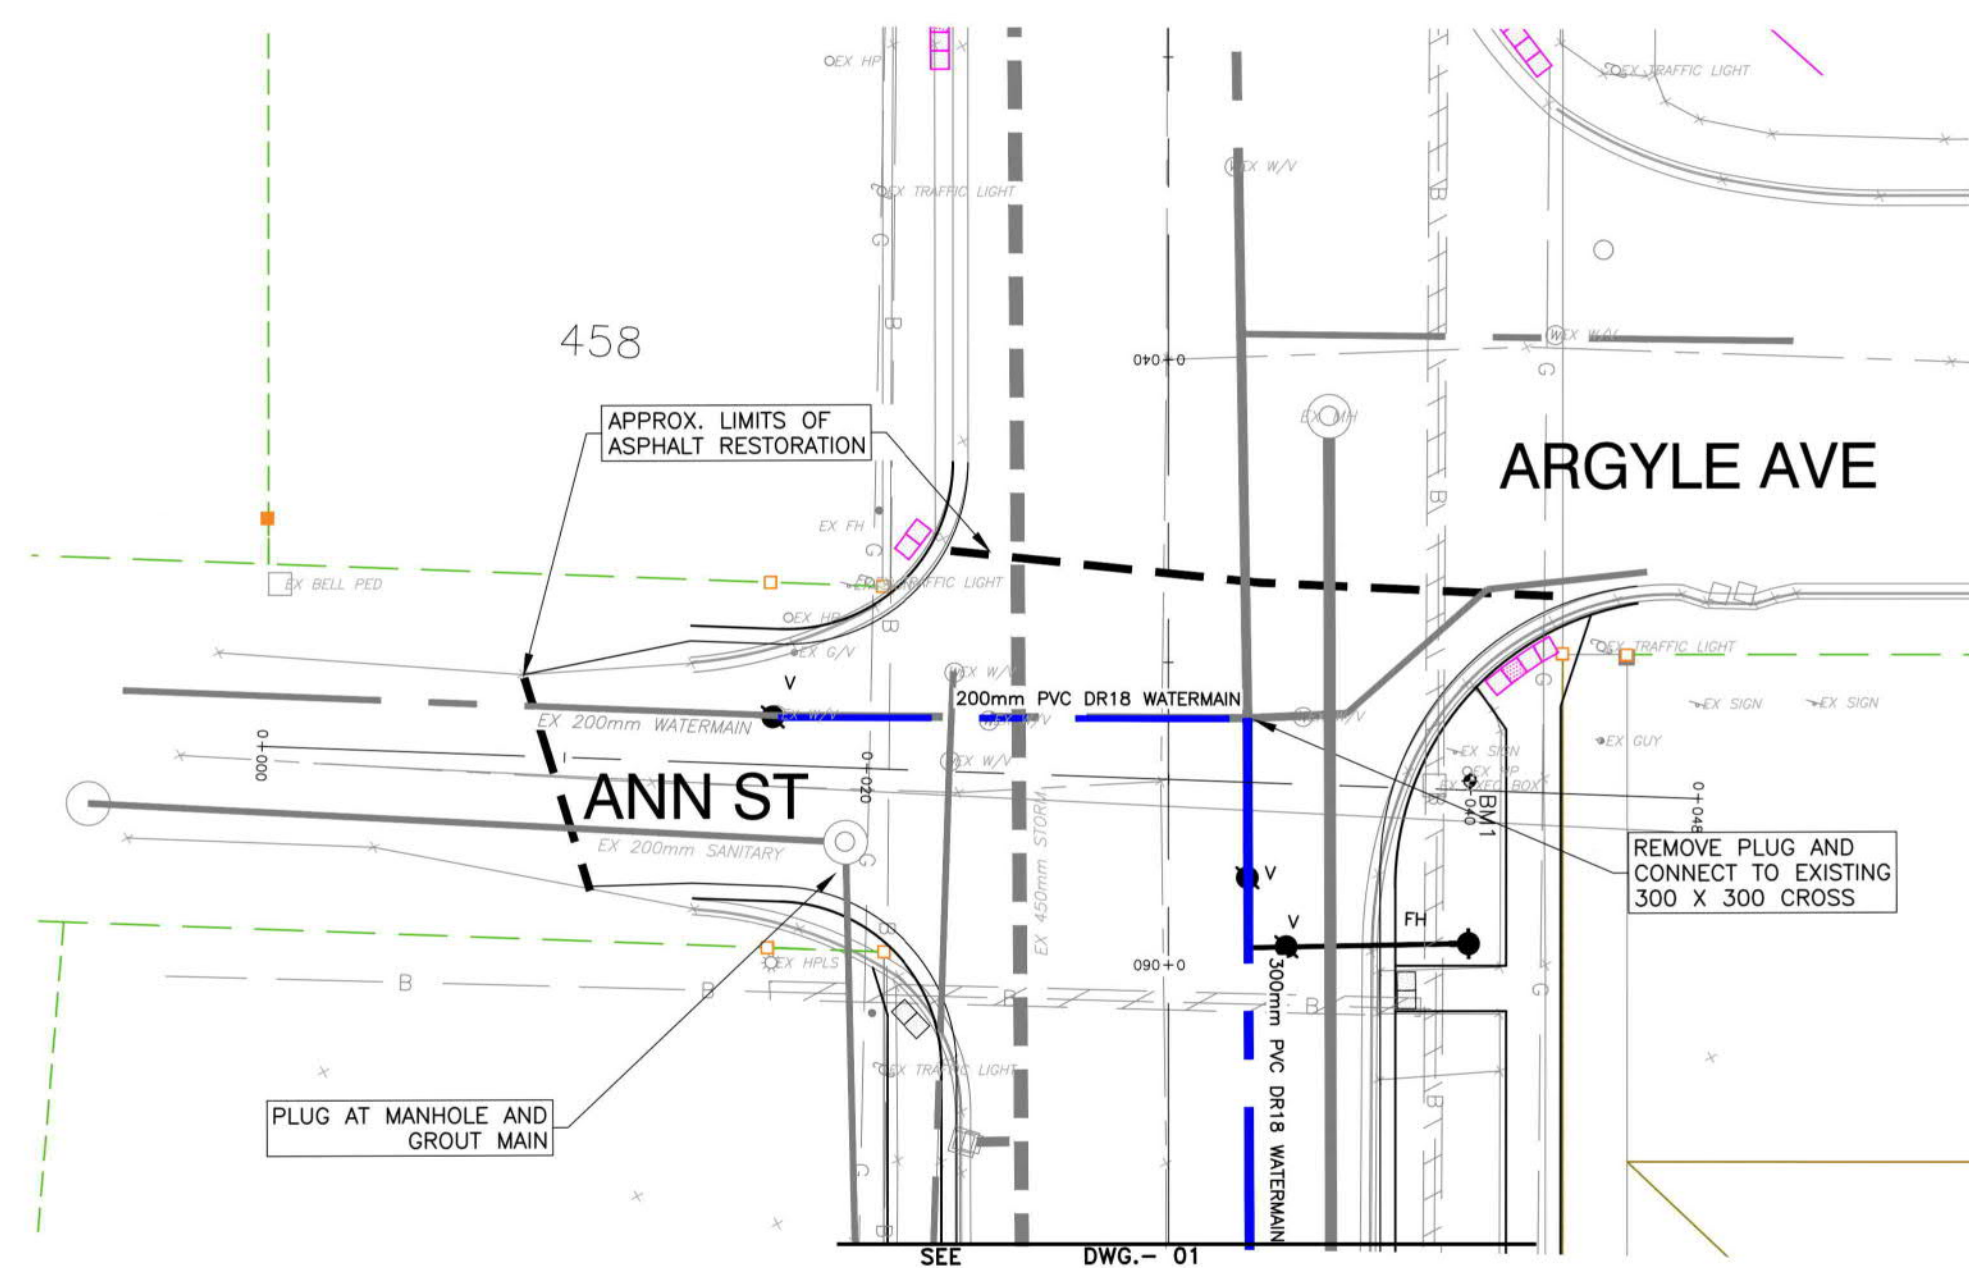 EX HP
EX TRAFFIC LIGHT
EX W/V
EX TRAFFIC LIGHT
B
G
G
B
458
0+040
G
EX MH
APPROX. LIMITS OF
ASPHALT RESTORATION
ARGYLE AVE
B
EX FH
G
EX BELL PED
TRAFFIC LIGHT
EX HP
B
EX G/V
EX TRAFFIC LIGHT
V
EX W/V
200mm PVC DR18 WATERMAIN
G
EX SIGN
EX SIGN
EX 200mm WATERMAIN
EX W/V
EX W/V
EX GUY
0+000
EX W/V
EX SIGN
ANN ST
0+020
BM1
0+048
EX 200mm SANITARY
G
EX 450mm STORM
B
REMOVE PLUG AND
CONNECT TO EXISTING
300 X 300 CROSS
V
V
FH
B
EX HPLS
0+060
B
B
B
B
G
300mm PVC DR18 WATERMAIN
EX TRAFFIC LIGHT
B
PLUG AT MANHOLE AND
GROUT MAIN
G
B
SEE DWG.- 01